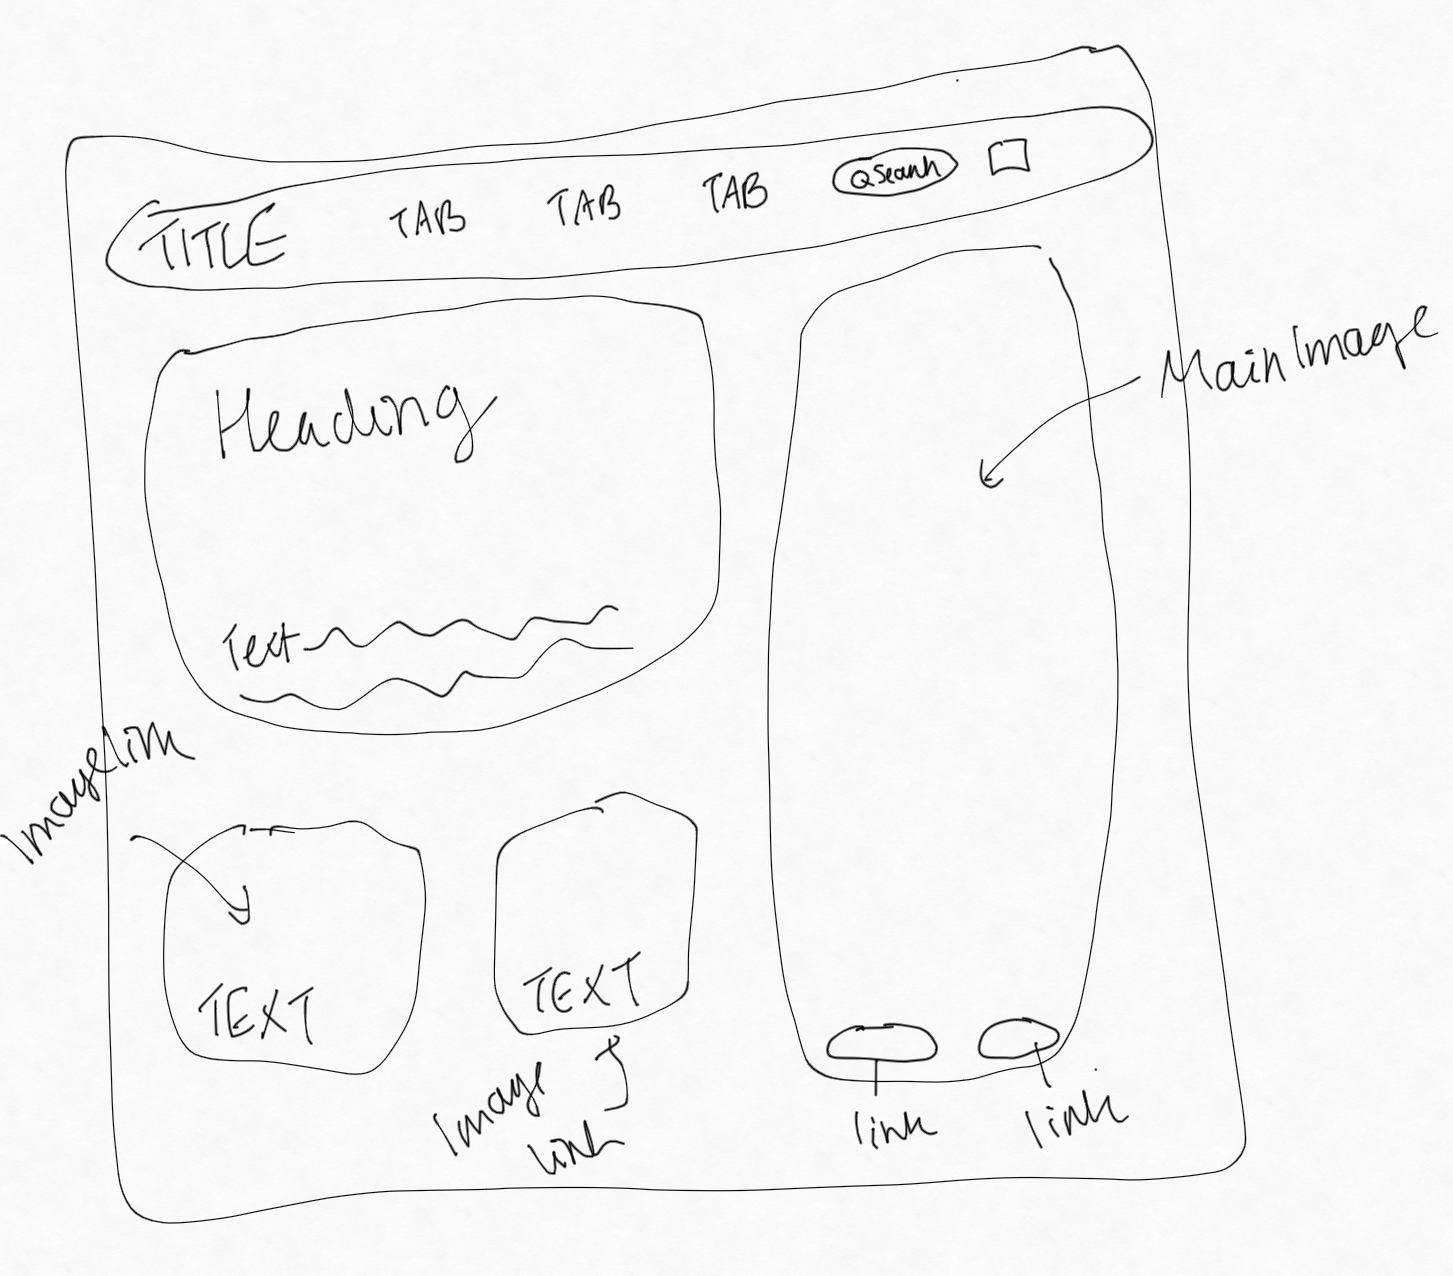 TITLE TAB TAB TAB Search
Heading
Main Image
Text
Image link
TEXT
TEXT
Image
link
link
link